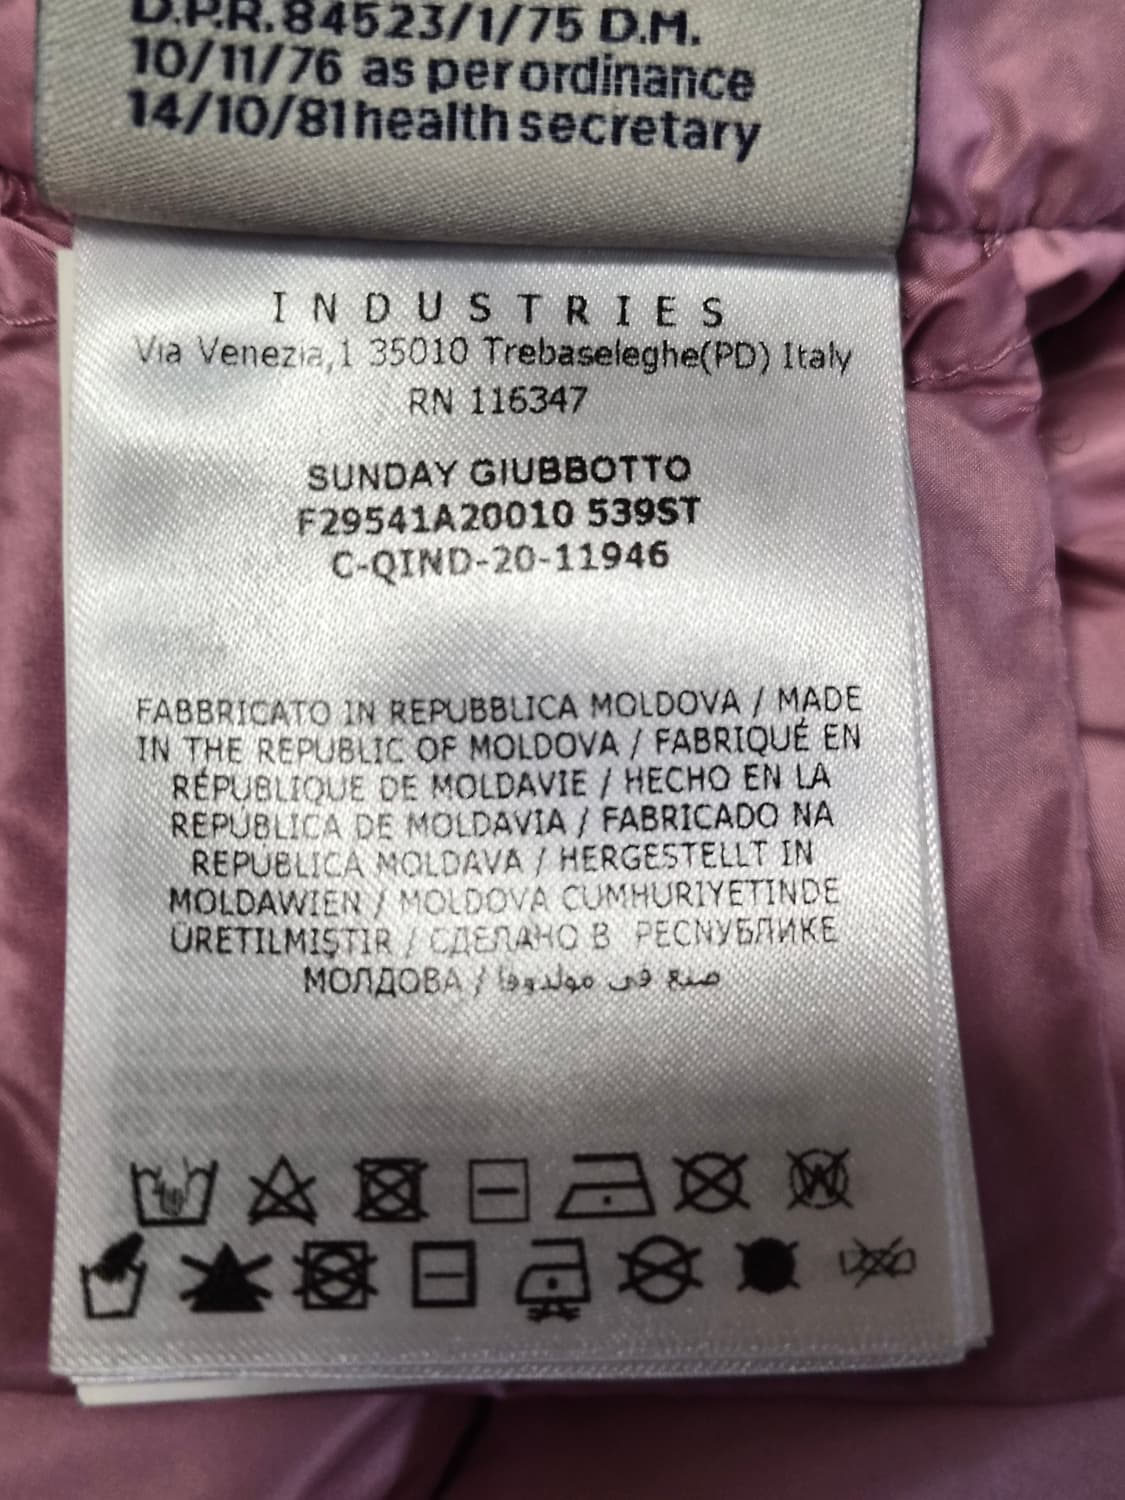 D.P.R.84523/1/75 D.M.
10/11/76 as per ordinance
14/10/81 health secretary
INDUSTRIES
Via Venezia,1 35010 Trebaseleghe(PD) Italy
RN 116347
SUNDAY GIUBBOTTO
F29541A20010 539ST
C-QIND-20-11946
FABBRICATO IN REPUBBLICA MOLDOVA / MADE
IN THE REPUBLIC OF MOLDOVA / FABRIQUÉ EN
RÉPUBLIQUE DE MOLDAVIE / HECHO EN LA
REPÚBLICA DE MOLDAVIA / FABRICADO NA
REPUBLICA MOLDAVA / HERGESTELLT IN
MOLDAWIEN / MOLDOVA CUMHURIYETINDE
ÜRETILMIŞTIR / СДЕЛАНО В РЕСПУБЛИКЕ
МОЛДОВА / صنع في مولدوفا